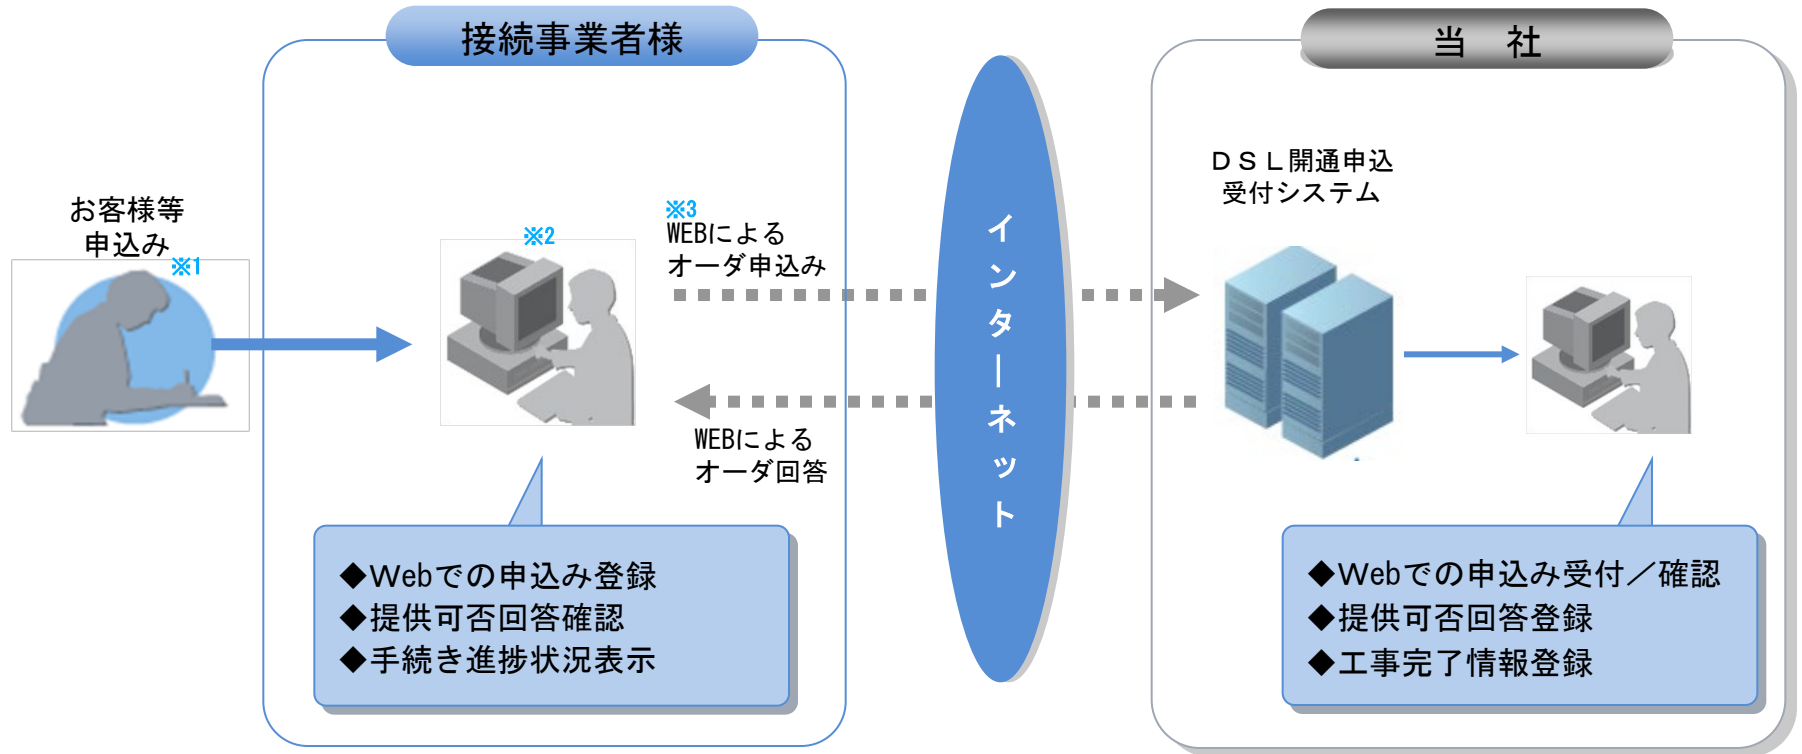 接続事業者様
当　社
お客様等
申込み
※1
※2
※3
WEBによる
オーダ申込み
WEBによる
オーダ回答
インターネット
ＤＳＬ開通申込
受付システム
◆Webでの申込み登録
◆提供可否回答確認
◆手続き進捗状況表示
◆Webでの申込み受付／確認
◆提供可否回答登録
◆工事完了情報登録